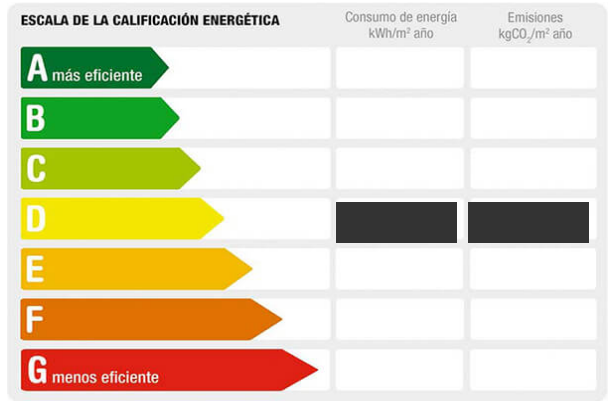 ESCALA DE LA CALIFICACIÓN ENERGÉTICA
Consumo de energía
kWh/m² año
Emisiones
kgCO₂/m² año
A más eficiente
B
C
D
E
F
G menos eficiente